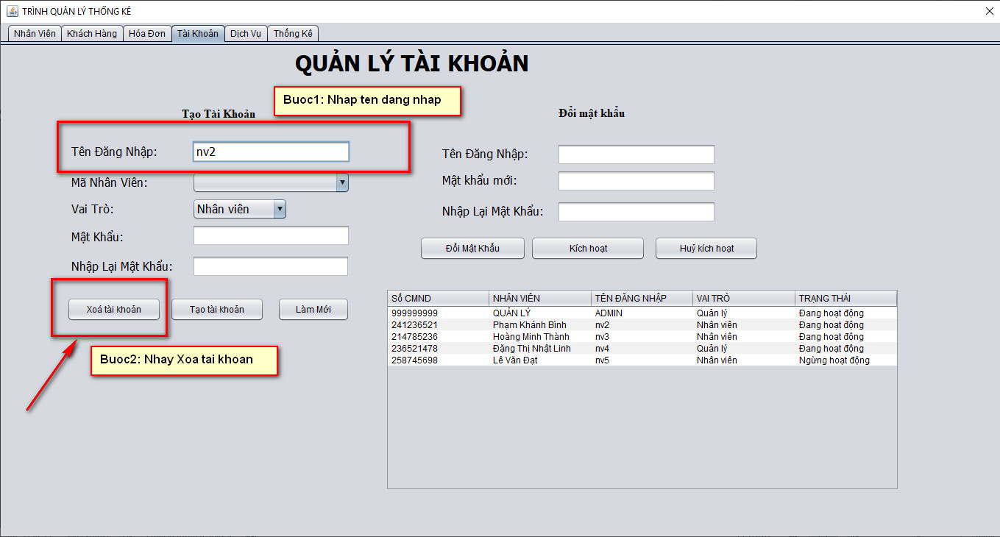 TRÌNH QUẢN LÝ THỐNG KÊ
Nhân Viên Khách Hàng Hóa Đơn Tài Khoản Dịch Vụ Thống Kê
QUẢN LÝ TÀI KHOẢN
Buoc1: Nhap ten dang nhap
Tạo Tài Khoản
Tên Đăng Nhập: nv2
Mã Nhân Viên:
Vai Trò: Nhân viên
Mật Khẩu:
Nhập Lại Mật Khẩu:
Xoá tài khoản Tạo tài khoản Làm Mới
Buoc2: Nhay Xoa tai khoan
Đổi mật khẩu
Tên Đăng Nhập:
Mật khẩu mới:
Nhập Lại Mật Khẩu:
Đổi Mật Khẩu Kích hoạt Huỷ kích hoạt
Số CMND NHÂN VIÊN TÊN ĐĂNG NHẬP VAI TRÒ TRẠNG THÁI
999999999 QUẢN LÝ ADMIN Quản lý Đang hoạt động
241236521 Phạm Khánh Bình nv2 Nhân viên Đang hoạt động
214785236 Hoàng Minh Thành nv3 Nhân viên Đang hoạt động
236521478 Đặng Thị Nhật Linh nv4 Quản lý Đang hoạt động
258745698 Lê Văn Đạt nv5 Nhân viên Ngừng hoạt động